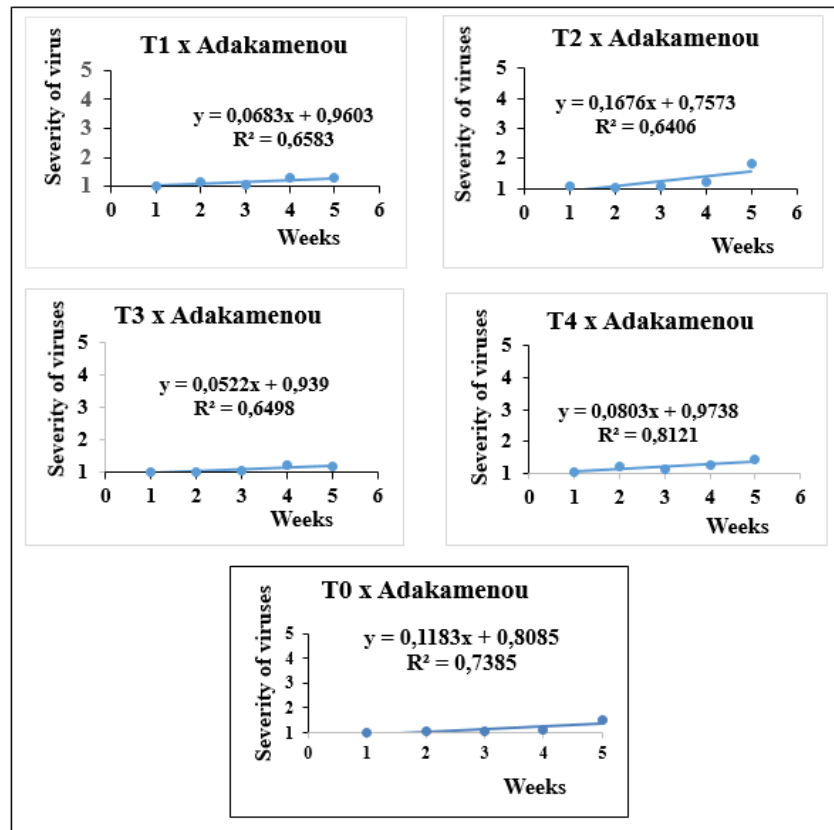 T1 x Adakamenou
Severity of virus
5
4
3
2
1
y = 0,0683x + 0,9603
R² = 0,6583
0 1 2 3 4 5 6
Weeks
T2 x Adakamenou
Severity of viruses
5
4
3
2
1
y = 0,1676x + 0,7573
R² = 0,6406
0 1 2 3 4 5 6
Weeks
T3 x Adakamenou
Severity of viruses
5
4
3
2
1
y = 0,0522x + 0,939
R² = 0,6498
0 1 2 3 4 5 6
Weeks
T4 x Adakamenou
Severity of viruses
5
4
3
2
1
y = 0,0803x + 0,9738
R² = 0,8121
0 1 2 3 4 5 6
Weeks
T0 x Adakamenou
Severity of viruses
5
4
3
2
1
y = 0,1183x + 0,8085
R² = 0,7385
0 1 2 3 4 5
Weeks